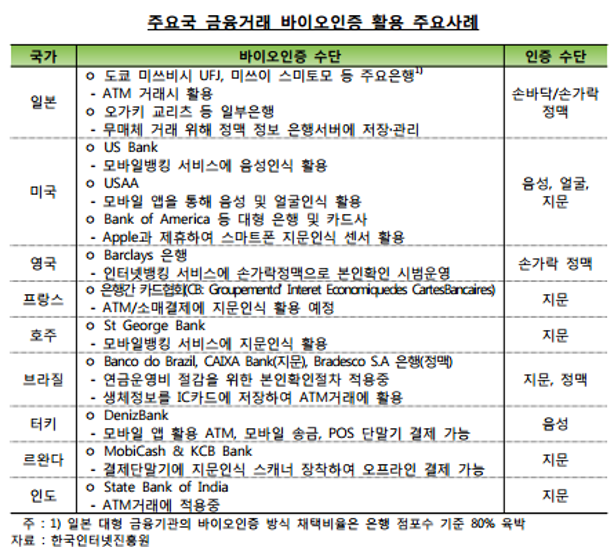 주요국 금융거래 바이오인증 활용 주요사례
국가 바이오인증 수단 인증 수단
일본
o 도쿄 미쓰비시 UFJ, 미쓰이 스미토모 등 주요은행1)
- ATM 거래시 활용
o 오가키 교리츠 등 일부은행
- 무매체 거래 위해 정맥 정보 은행서버에 저장·관리
손바닥/손가락
정맥
미국
o US Bank
- 모바일뱅킹 서비스에 음성인식 활용
o USAA
- 모바일 앱을 통해 음성 및 얼굴인식 활용
o Bank of America 등 대형 은행 및 카드사
- Apple과 제휴하여 스마트폰 지문인식 센서 활용
음성, 얼굴,
지문
영국
o Barclays 은행
- 인터넷뱅킹 서비스에 손가락정맥으로 본인확인 시범운영
손가락 정맥
프랑스
o 은행간 카드협회(CB: Groupementd' Interet Economiquedes CartesBancaires)
- ATM/소매결제에 지문인식 활용 예정
지문
호주
o St George Bank
- 모바일뱅킹 서비스에 지문인식 활용
지문
브라질
o Banco do Brazil, CAIXA Bank(지문), Bradesco S.A 은행(정맥)
- 연금운영비 절감을 위한 본인확인절차 적용중
- 생체정보를 IC카드에 저장하여 ATM거래에 활용
지문, 정맥
터키
o DenizBank
- 모바일 앱 활용 ATM, 모바일 송금, POS 단말기 결제 가능
음성
르완다
o MobiCash & KCB Bank
- 결제단말기에 지문인식 스캐너 장착하여 오프라인 결제 가능
지문
인도
o State Bank of India
- ATM거래에 적용중
지문
주 : 1) 일본 대형 금융기관의 바이오인증 방식 채택비율은 은행 점포수 기준 80% 육박
자료 : 한국인터넷진흥원